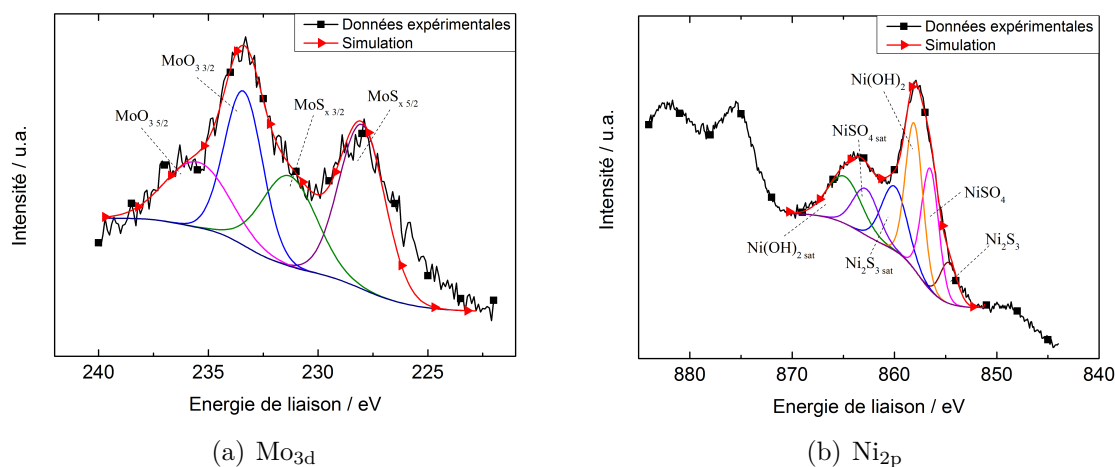 Données expérimentales
Simulation
MoO3 3/2
MoO3 5/2
MoSx 3/2
MoSx 5/2
Intensité / u.a.
240 235 230 225
Energie de liaison / eV
(a) Mo3d
Données expérimentales
Simulation
Ni(OH)2
NiSO4 sat
NiSO4
Ni2S3
Ni(OH)2 sat
Ni2S3 sat
Intensité / u.a.
880 870 860 850 840
Energie de liaison / eV
(b) Ni2p